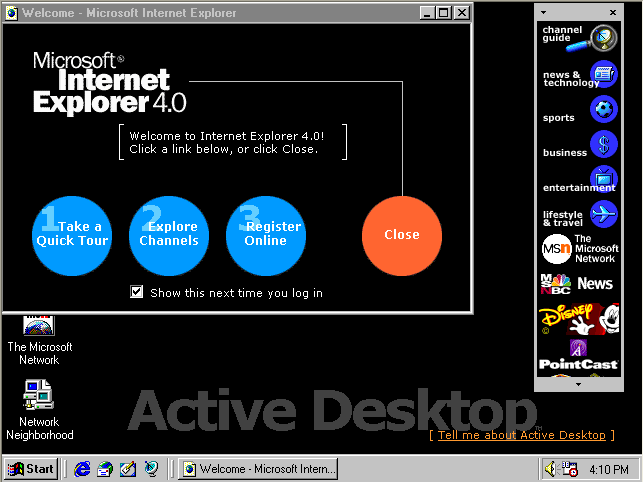 Welcome - Microsoft Internet Explorer
Microsoft®
Internet
Explorer 4.0
Welcome to Internet Explorer 4.0!
Click a link below, or click Close.
1 Take a
Quick Tour
2 Explore
Channels
3 Register
Online
Close
Show this next time you log in
channel
guide
news &
technology
sports
business
$
entertainment
lifestyle
& travel
msn
The
Microsoft
Network
MSNBC News
Disney
©
PointCast
The Microsoft
Network
Network
Neighborhood
Active Desktop™
[ Tell me about Active Desktop ]
Start
Welcome - Microsoft Intern...
4:10 PM